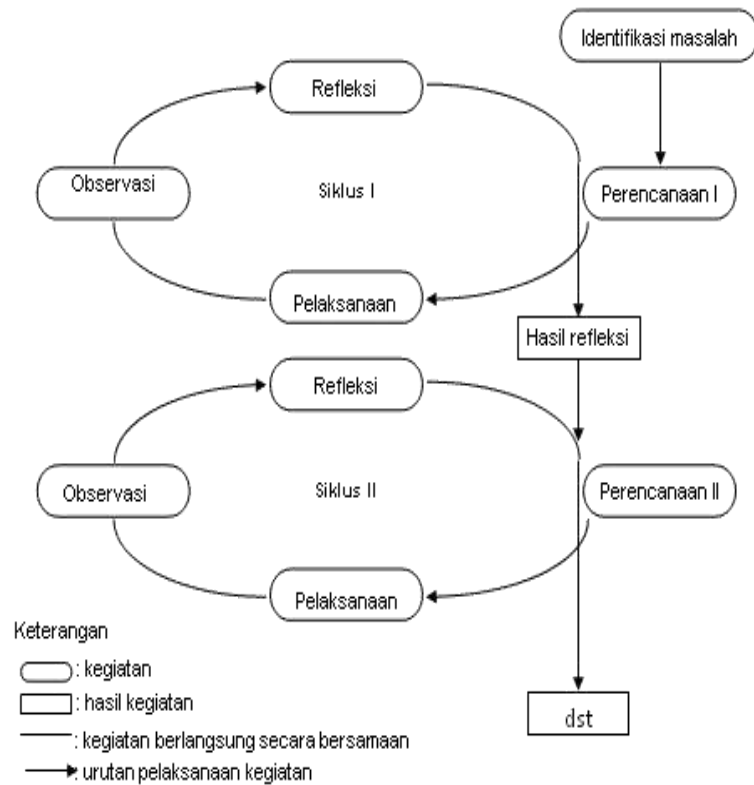 Identifikasi masalah
Refleksi
Observasi
Siklus I
Perencanaan I
Pelaksanaan
Hasil refleksi
Refleksi
Observasi
Siklus II
Perencanaan II
Pelaksanaan
Keterangan
: kegiatan
: hasil kegiatan
: kegiatan berlangsung secara bersamaan
: urutan pelaksanaan kegiatan
dst